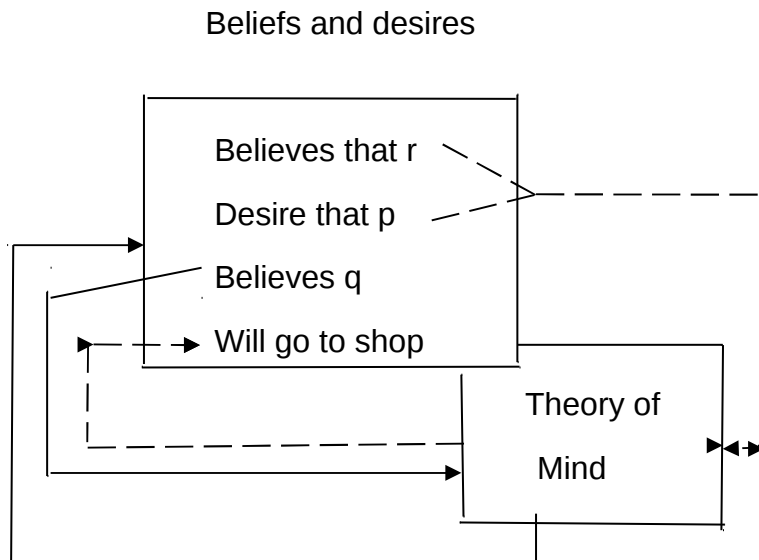 Beliefs and desires
Believes that r
Desire that p
Believes q
Will go to shop
Theory of
Mind